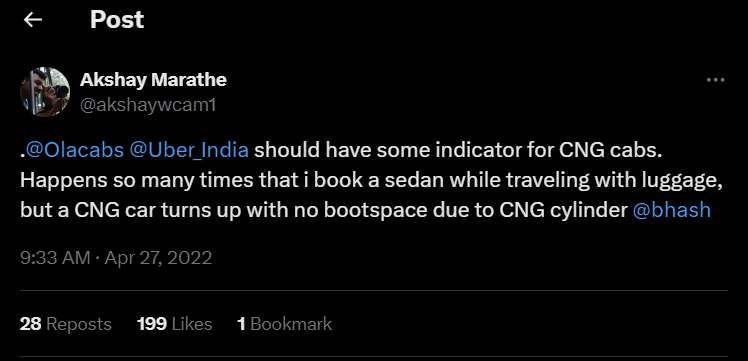 Post
Akshay Marathe
@akshaywcam1
.@Olacabs @Uber_India should have some indicator for CNG cabs.
Happens so many times that i book a sedan while traveling with luggage,
but a CNG car turns up with no bootspace due to CNG cylinder @bhash
9:33 AM · Apr 27, 2022
28 Reposts 199 Likes 1 Bookmark